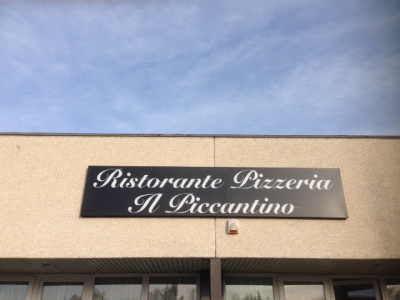 Ristorante Pizzeria
Il Piccantino